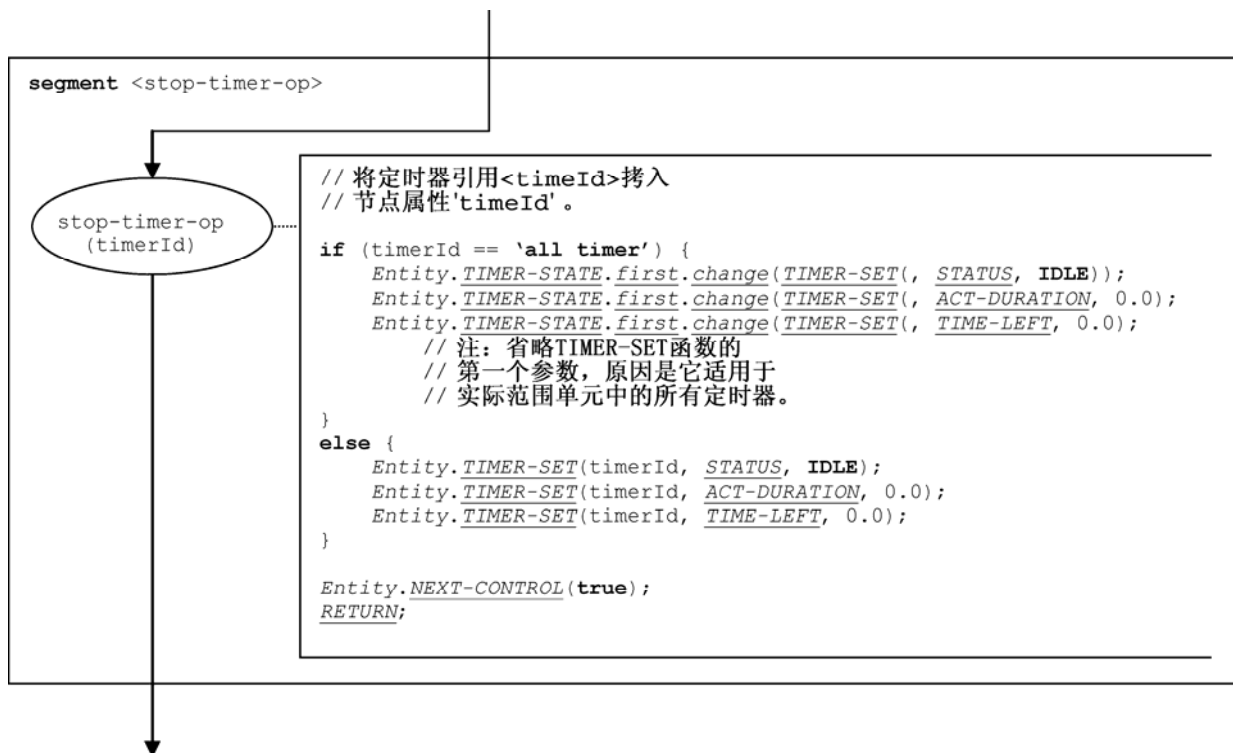 segment <stop-timer-op>
stop-timer-op
(timerId)
// 将定时器引用<timeId>拷入
// 节点属性'timeId'。
if (timerId == ‘all timer’) {
Entity.TIMER-STATE.first.change(TIMER-SET(, STATUS, IDLE));
Entity.TIMER-STATE.first.change(TIMER-SET(, ACT-DURATION, 0.0);
Entity.TIMER-STATE.first.change(TIMER-SET(, TIME-LEFT, 0.0);
// 注: 省略TIMER-SET函数的
// 第一个参数, 原因是它适用于
// 实际范围单元中的所有定时器。
}
else {
Entity.TIMER-SET(timerId, STATUS, IDLE);
Entity.TIMER-SET(timerId, ACT-DURATION, 0.0);
Entity.TIMER-SET(timerId, TIME-LEFT, 0.0);
}
Entity.NEXT-CONTROL(true);
RETURN;